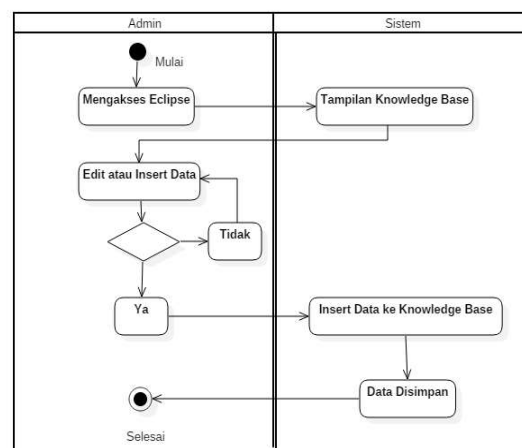 Admin
Sistem
Mulai
Mengakses Eclipse
Tampilan Knowledge Base
Edit atau Insert Data
Tidak
Ya
Insert Data ke Knowledge Base
Data Disimpan
Selesai